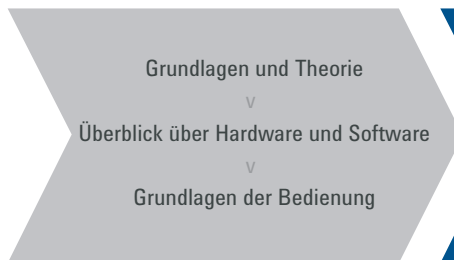 Grundlagen und Theorie
v
Überblick über Hardware und Software
v
Grundlagen der Bedienung